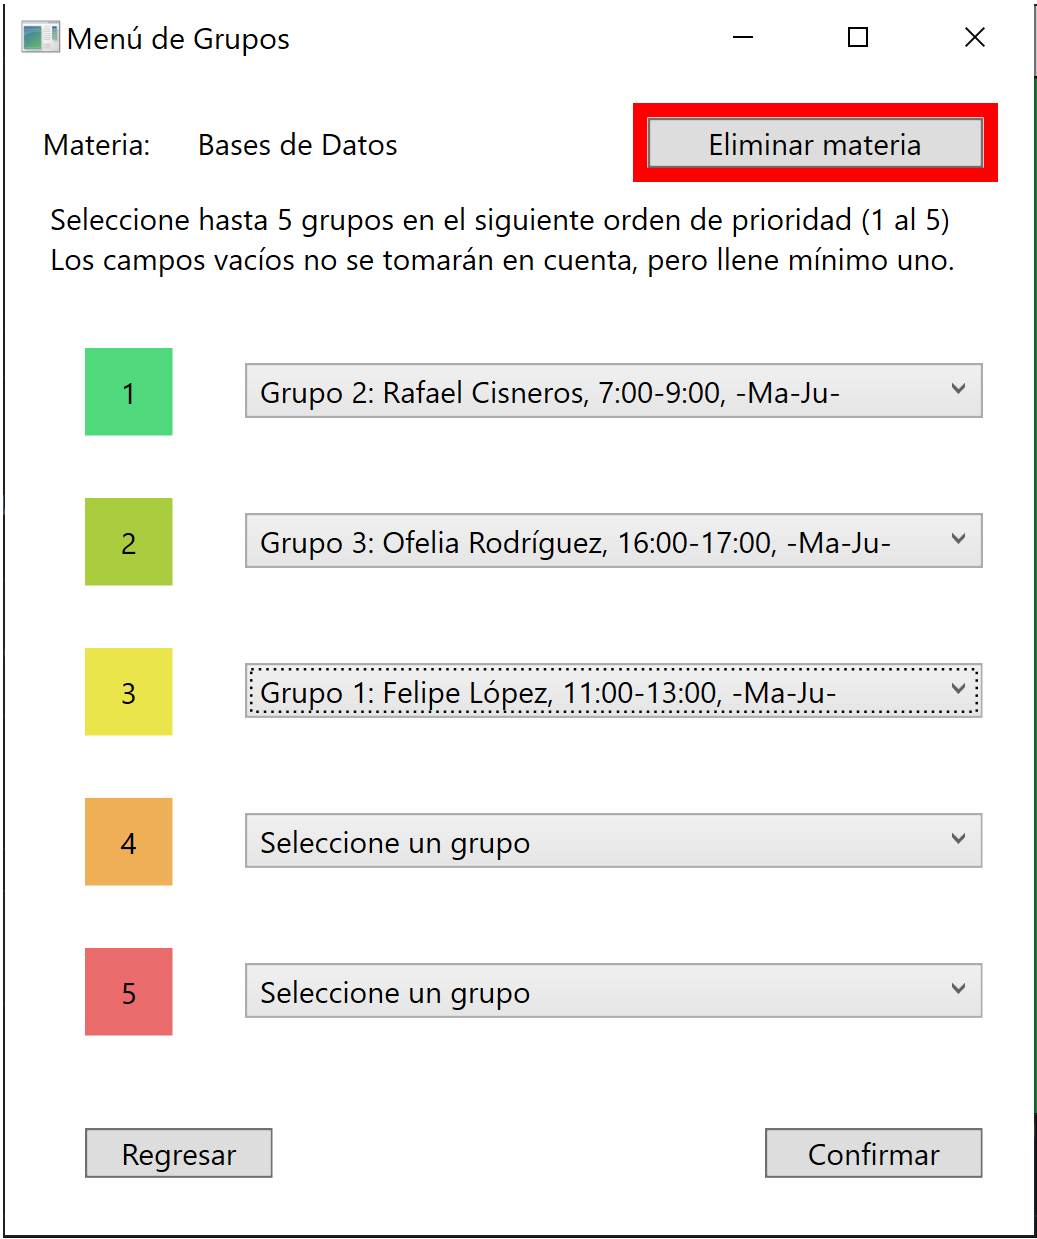 Menú de Grupos
Materia: Bases de Datos Eliminar materia
Seleccione hasta 5 grupos en el siguiente orden de prioridad (1 al 5)
Los campos vacíos no se tomarán en cuenta, pero llene mínimo uno.
1 Grupo 2: Rafael Cisneros, 7:00-9:00, -Ma-Ju-
2 Grupo 3: Ofelia Rodríguez, 16:00-17:00, -Ma-Ju-
3 Grupo 1: Felipe López, 11:00-13:00, -Ma-Ju-
4 Seleccione un grupo
5 Seleccione un grupo
Regresar Confirmar